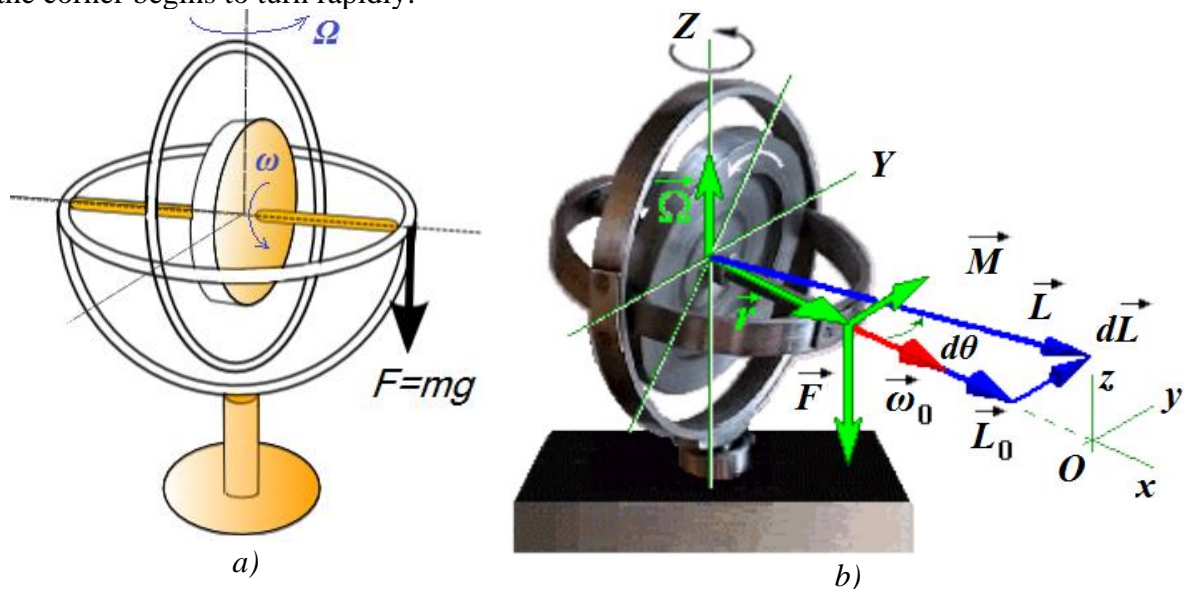 the corner begins to turn rapidly.
Ω
ω
F=mg
a)
Z
Y
Ω
M
r
L
dL
dθ
F
ω₀
L₀
z
y
O
x
b)